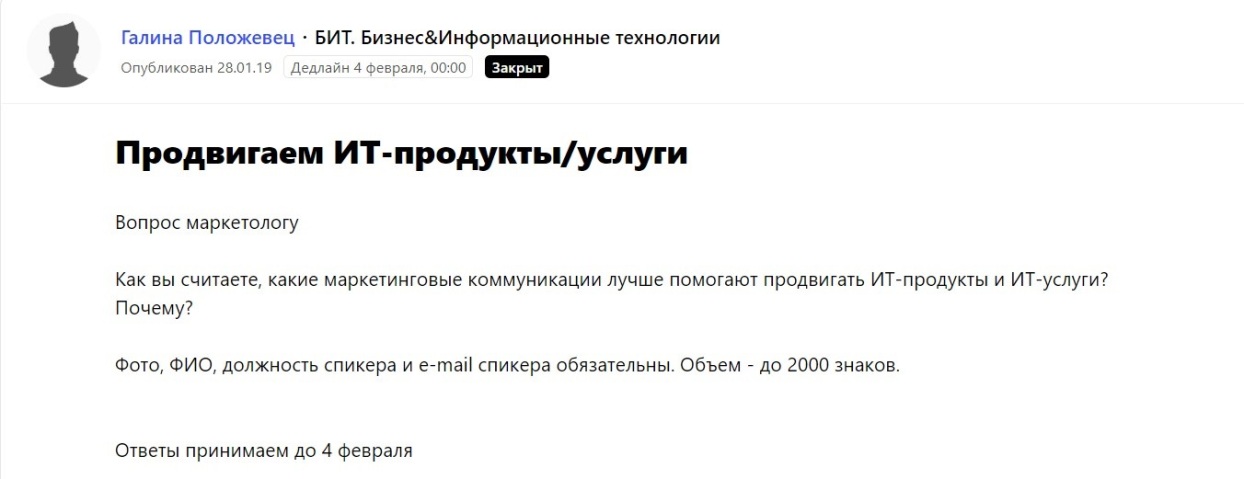 Галина Положевец · БИТ. Бизнес&Информационные технологии
Опубликован 28.01.19 Дедлайн 4 февраля, 00:00 Закрыт
Продвигаем ИТ-продукты/услуги
Вопрос маркетологу
Как вы считаете, какие маркетинговые коммуникации лучше помогают продвигать ИТ-продукты и ИТ-услуги?
Почему?
Фото, ФИО, должность спикера и e-mail спикера обязательны. Объем - до 2000 знаков.
Ответы принимаем до 4 февраля